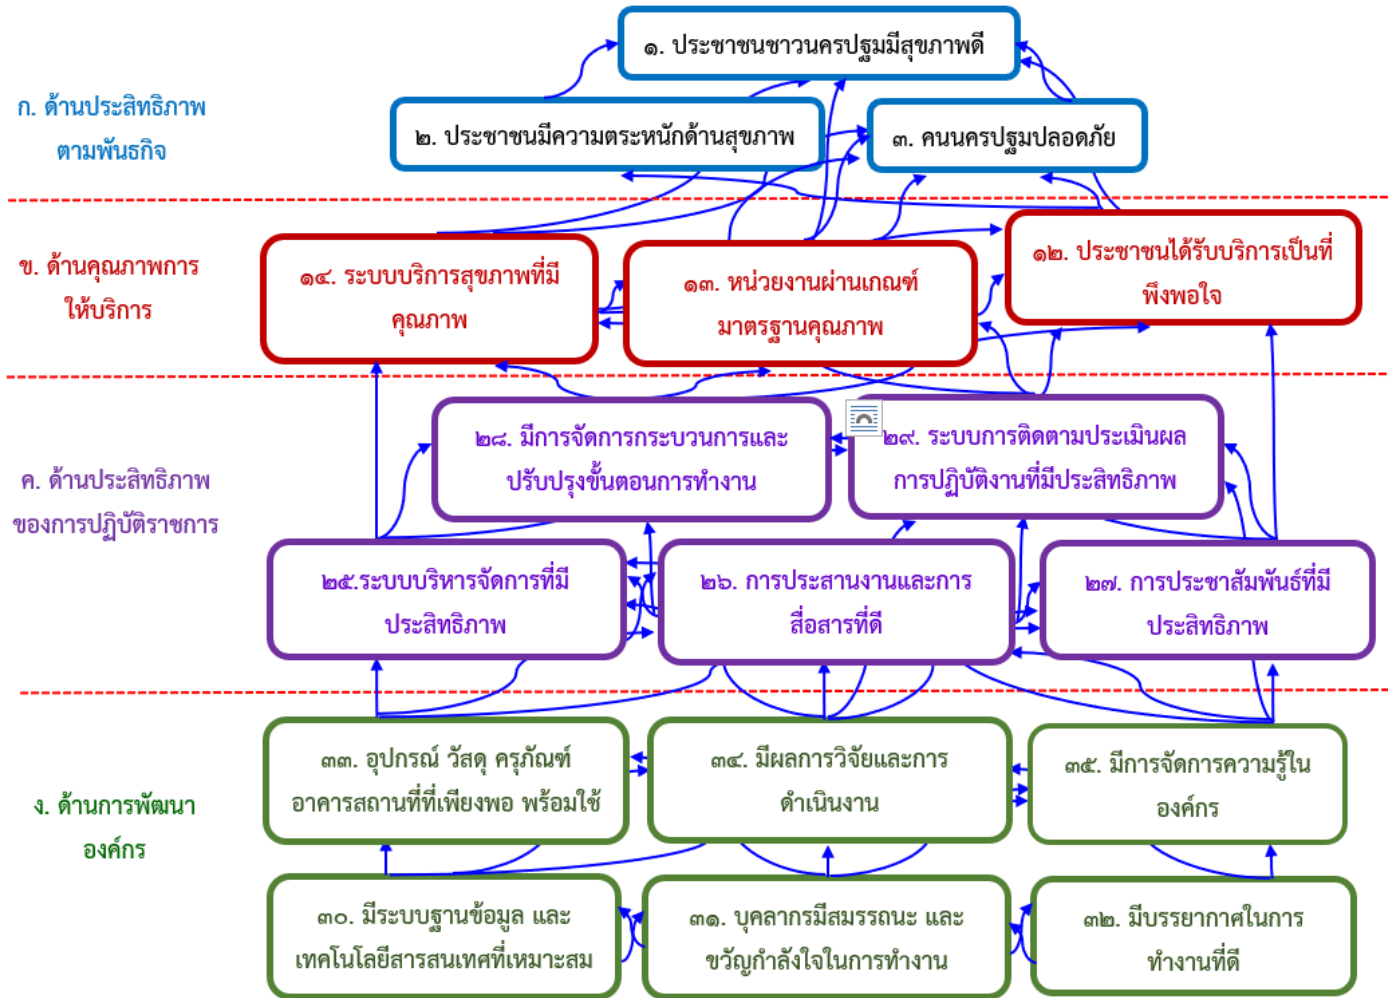 ๑. ประชาชนชาวนครปฐมมีสุขภาพดี
ก. ด้านประสิทธิภาพ
ตามพันธกิจ
๒. ประชาชนมีความตระหนักด้านสุขภาพ
๓. คนนครปฐมปลอดภัย
ข. ด้านคุณภาพการ
ให้บริการ
๑๔. ระบบบริการสุขภาพที่มี
คุณภาพ
๑๓. หน่วยงานผ่านเกณฑ์
มาตรฐานคุณภาพ
๑๒. ประชาชนได้รับบริการเป็นที่
พึงพอใจ
ค. ด้านประสิทธิภาพ
ของการปฏิบัติราชการ
๒๘. มีการจัดการกระบวนการและ
ปรับปรุงขั้นตอนการทำงาน
๒๙. ระบบการติดตามประเมินผล
การปฏิบัติงานที่มีประสิทธิภาพ
๒๕.ระบบบริหารจัดการที่มี
ประสิทธิภาพ
๒๖. การประสานงานและการ
สื่อสารที่ดี
๒๗. การประชาสัมพันธ์ที่มี
ประสิทธิภาพ
ง. ด้านการพัฒนา
องค์กร
๓๓. อุปกรณ์ วัสดุ ครุภัณฑ์
อาคารสถานที่ที่เพียงพอ พร้อมใช้
๓๔. มีผลการวิจัยและการ
ดำเนินงาน
๓๕. มีการจัดการความรู้ใน
องค์กร
๓๐. มีระบบฐานข้อมูล และ
เทคโนโลยีสารสนเทศที่เหมาะสม
๓๑. บุคลากรมีสมรรถนะ และ
ขวัญกำลังใจในการทำงาน
๓๒. มีบรรยากาศในการ
ทำงานที่ดี